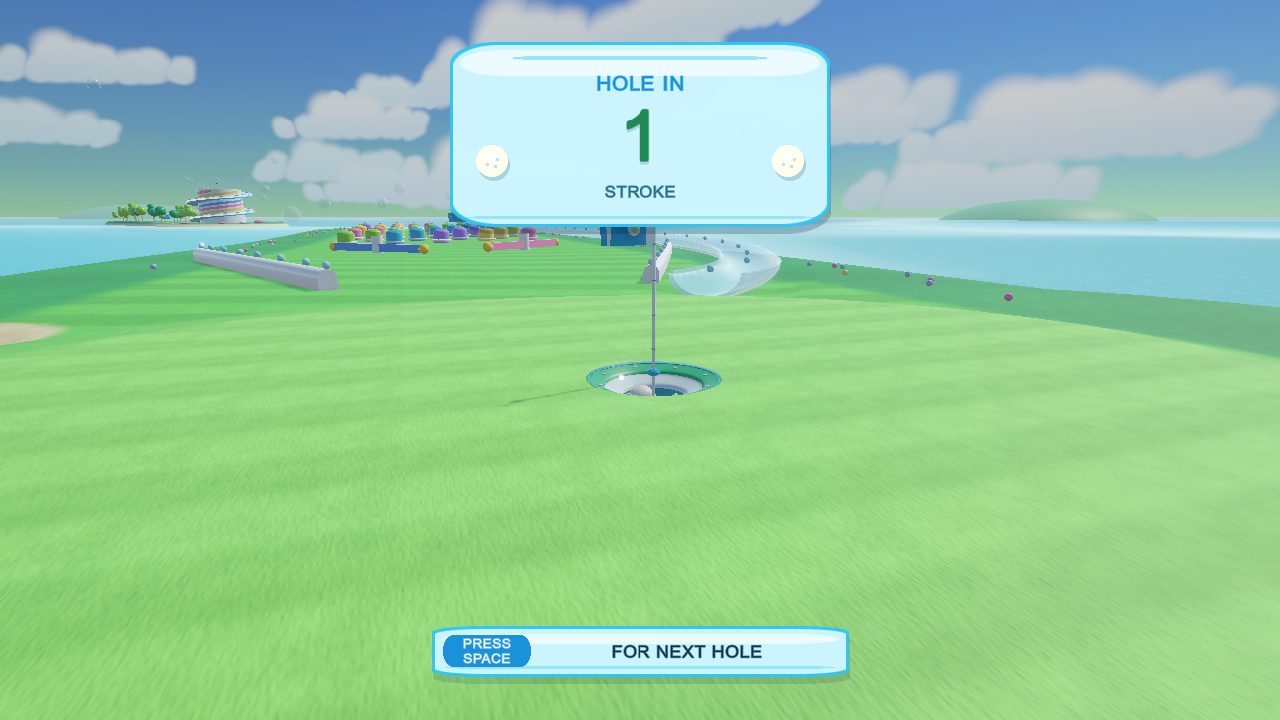 HOLE IN
1
STROKE
PRESS
SPACE
FOR NEXT HOLE